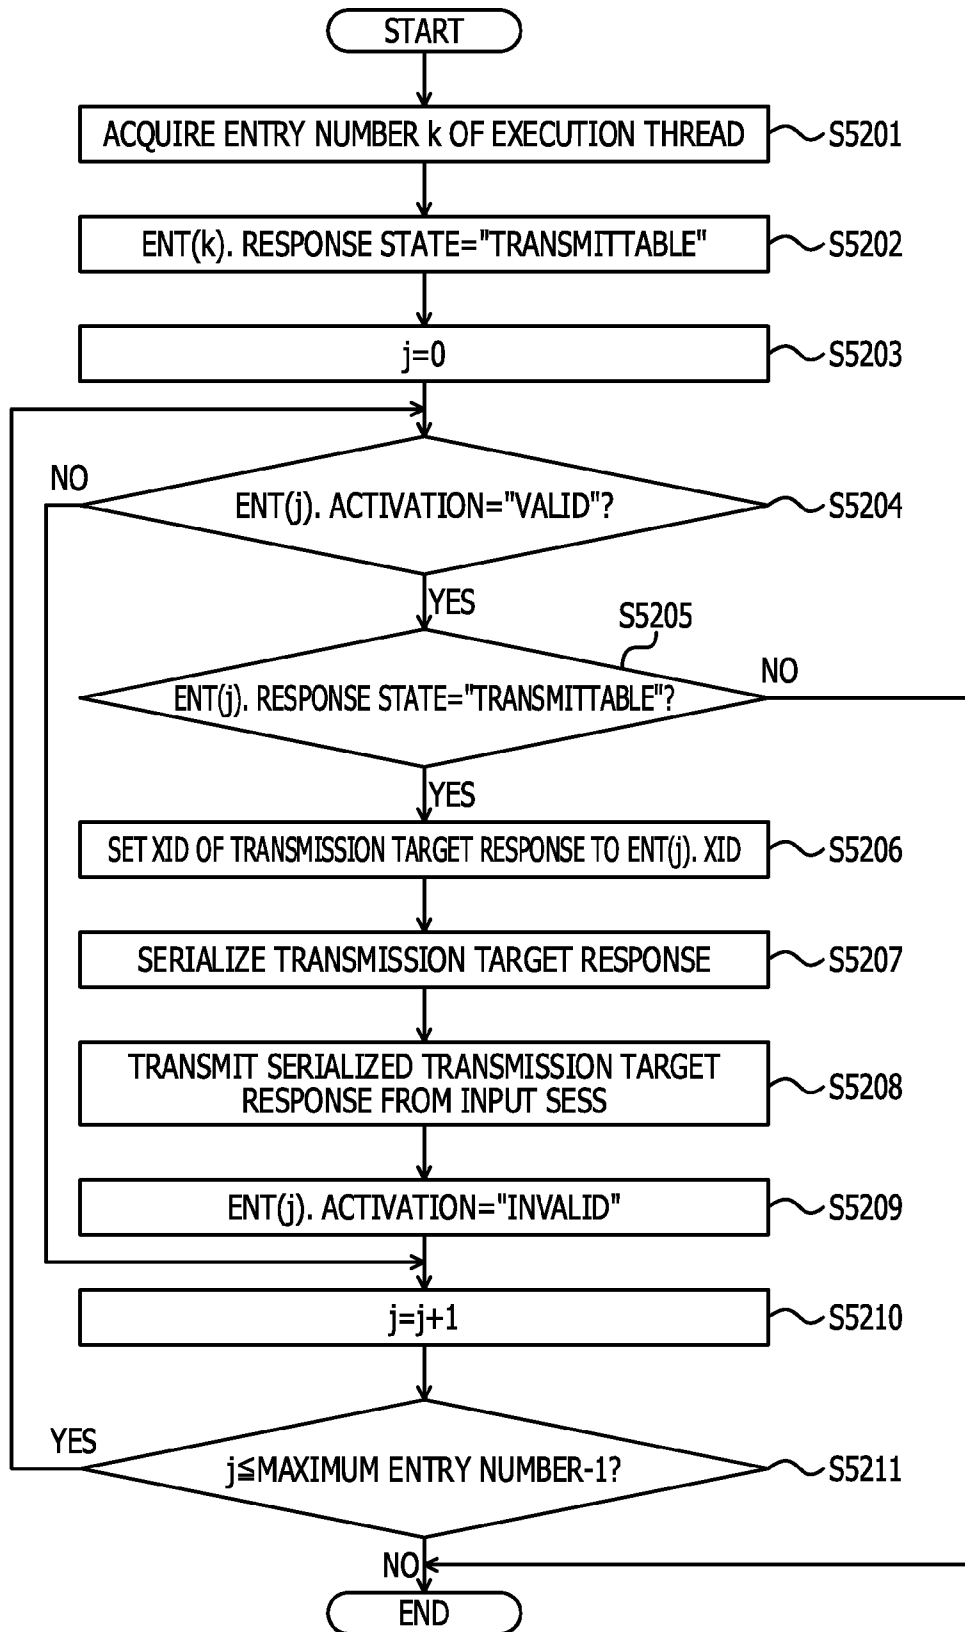 START
ACQUIRE ENTRY NUMBER k OF EXECUTION THREAD
S5201
ENT(k). RESPONSE STATE="TRANSMITTABLE"
S5202
j=0
S5203
NO
ENT(j). ACTIVATION="VALID"?
S5204
YES
S5205
ENT(j). RESPONSE STATE="TRANSMITTABLE"?
NO
YES
SET XID OF TRANSMISSION TARGET RESPONSE TO ENT(j). XID
S5206
SERIALIZE TRANSMISSION TARGET RESPONSE
S5207
TRANSMIT SERIALIZED TRANSMISSION TARGET
RESPONSE FROM INPUT SESS
S5208
ENT(j). ACTIVATION="INVALID"
S5209
j=j+1
S5210
YES
j≦MAXIMUM ENTRY NUMBER-1?
S5211
NO
END